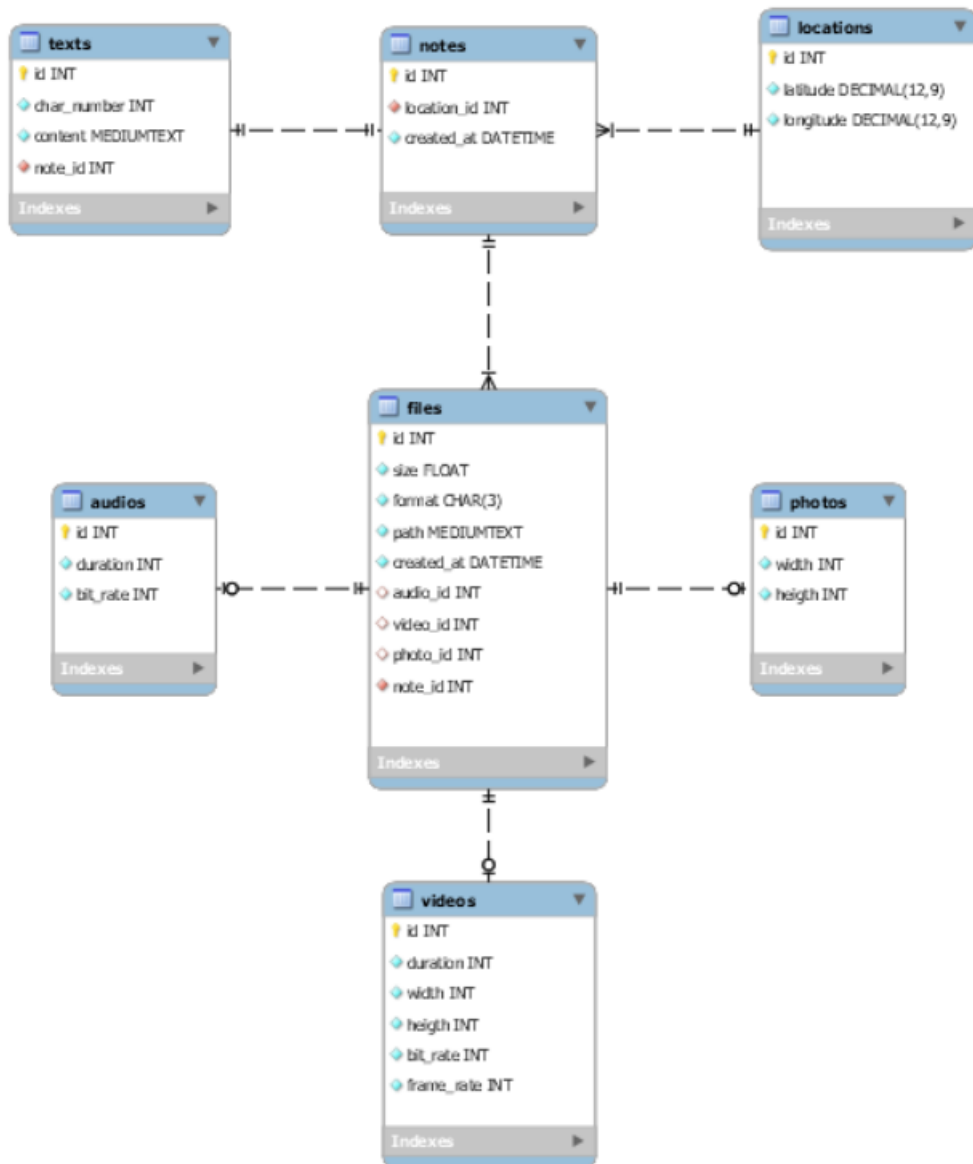 texts
id INT
char_number INT
content MEDIUMTEXT
note_id INT
Indexes
notes
id INT
location_id INT
created_at DATETIME
Indexes
locations
id INT
latitude DECIMAL(12,9)
longitude DECIMAL(12,9)
Indexes
files
id INT
size FLOAT
format CHAR(3)
path MEDIUMTEXT
created_at DATETIME
audio_id INT
video_id INT
photo_id INT
note_id INT
Indexes
audios
id INT
duration INT
bit_rate INT
Indexes
photos
id INT
width INT
heigth INT
Indexes
videos
id INT
duration INT
width INT
heigth INT
bit_rate INT
frame_rate INT
Indexes